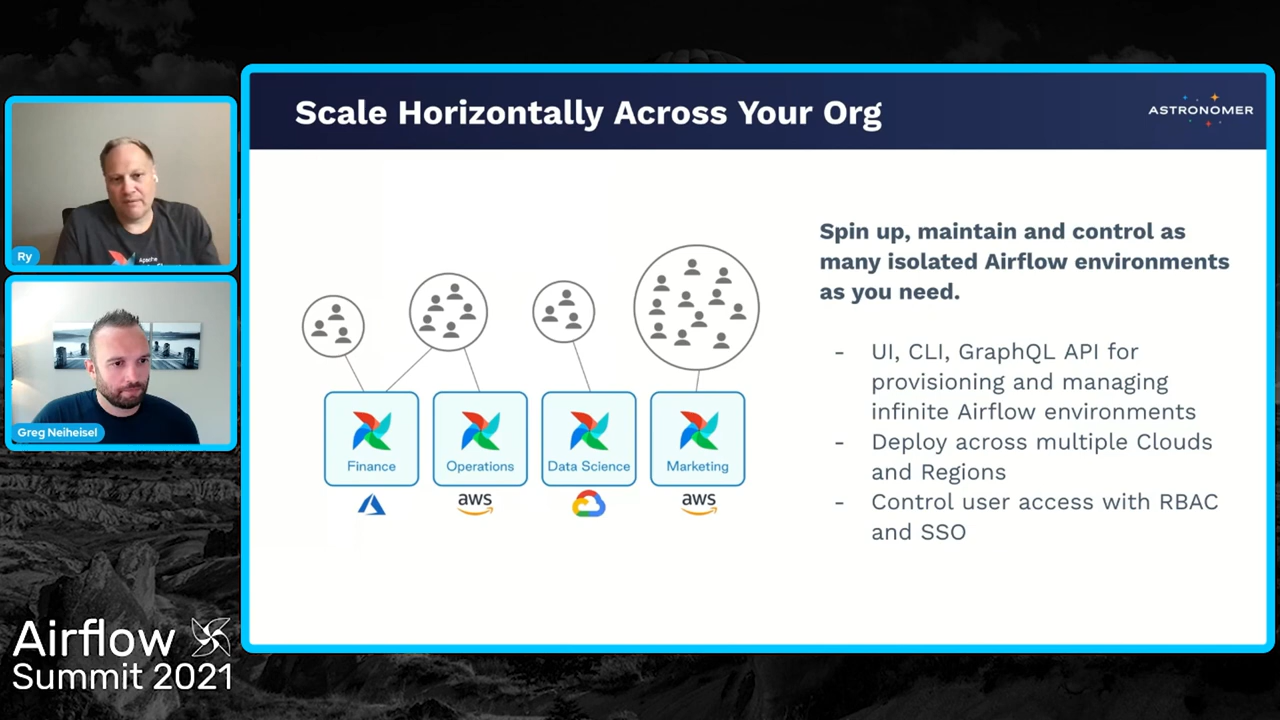 Scale Horizontally Across Your Org
ASTRONOMER
Ry
Apache
Greg Neiheisel
Spin up, maintain and control as
many isolated Airflow environments
as you need.
- UI, CLI, GraphQL API for
provisioning and managing
infinite Airflow environments
- Deploy across multiple Clouds
and Regions
- Control user access with RBAC
and SSO
Finance
Operations
Data Science
Marketing
aws
aws
Airflow
Summit 2021